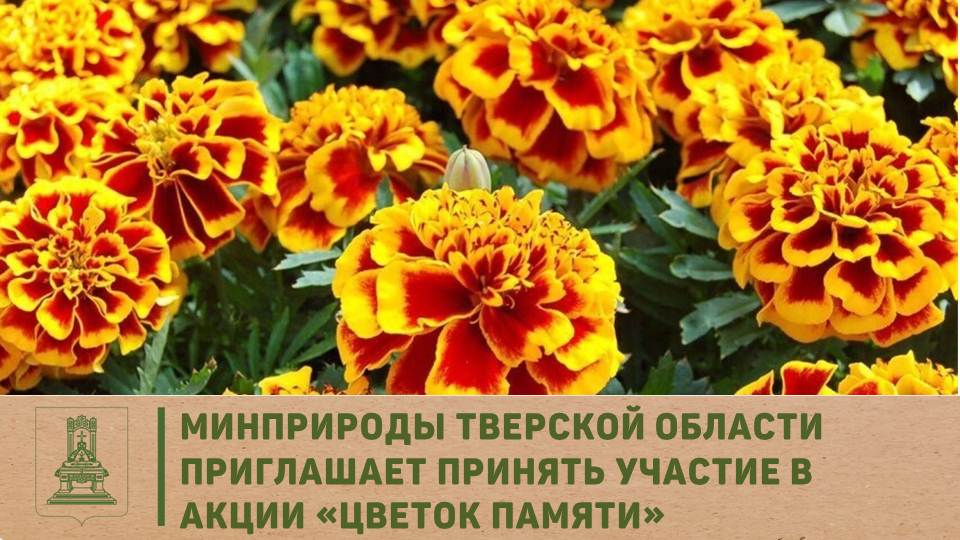 МИНПРИРОДЫ ТВЕРСКОЙ ОБЛАСТИ
ПРИГЛАШАЕТ ПРИНЯТЬ УЧАСТИЕ В
АКЦИИ «ЦВЕТОК ПАМЯТИ»